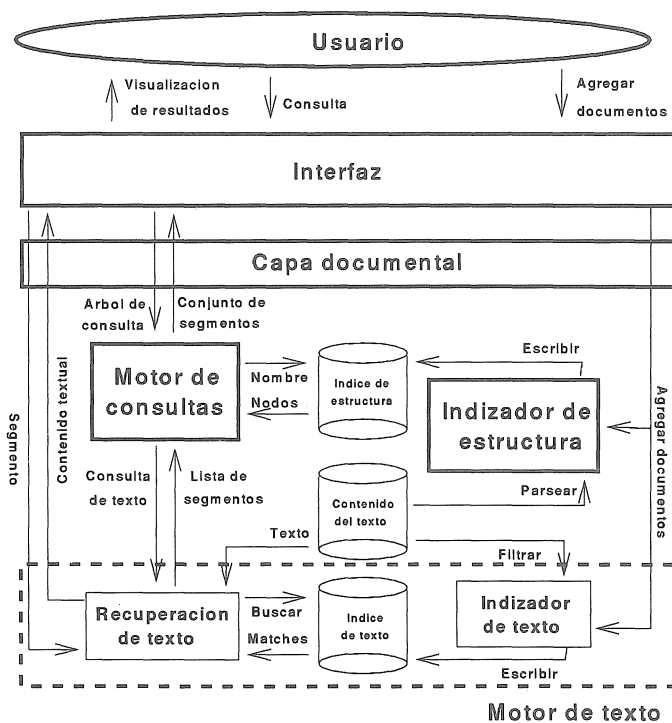 Usuario
Visualizacion
de resultados
Consulta
Agregar
documentos
Interfaz
Capa documental
Arbol de
consulta
Conjunto de
segmentos
Motor de
consultas
Nombre
Nodos
Indice de
estructura
Escribir
Indizador de
estructura
Segmento
Contenido textual
Agregar documentos
Consulta
de texto
Lista de
segmentos
Contenido
del texto
Parsear
Texto
Filtrar
Recuperacion
de texto
Buscar
Matches
Indice
de texto
Indizador
de texto
Escribir
Motor de texto